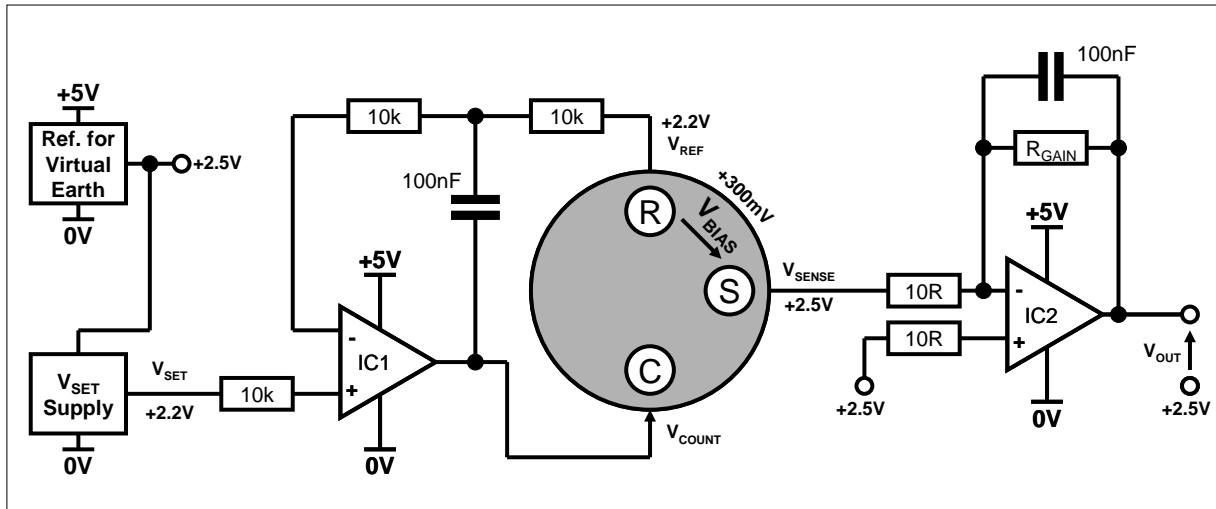 +5V
Ref. for
Virtual
Earth
0V
+2.5V
VSET
Supply
0V
VSET
+2.2V
10k
10k
10k
100nF
+5V
-
+
IC1
0V
+2.2V
VREF
+300mV
VBIAS
R
S
C
VCOUNT
VSENSE
+2.5V
10R
10R
+2.5V
100nF
RGAIN
+5V
-
+
IC2
0V
VOUT
+2.5V